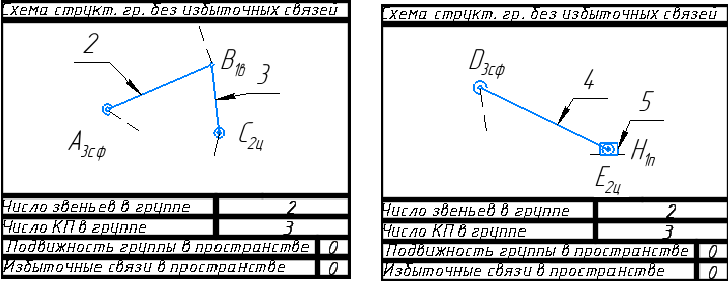 Схема структ. гр. без избыточных связей
2
B1в
3
A3сф
C2ц
Число звеньев в группе 2
Число КП в группе 3
Подвижность группы в пространстве 0
Избыточные связи в пространстве 0
Схема структ. гр. без избыточных связей
D3сф
4
5
H1п
E2ц
Число звеньев в группе 2
Число КП в группе 3
Подвижность группы в пространстве 0
Избыточные связи в пространстве 0